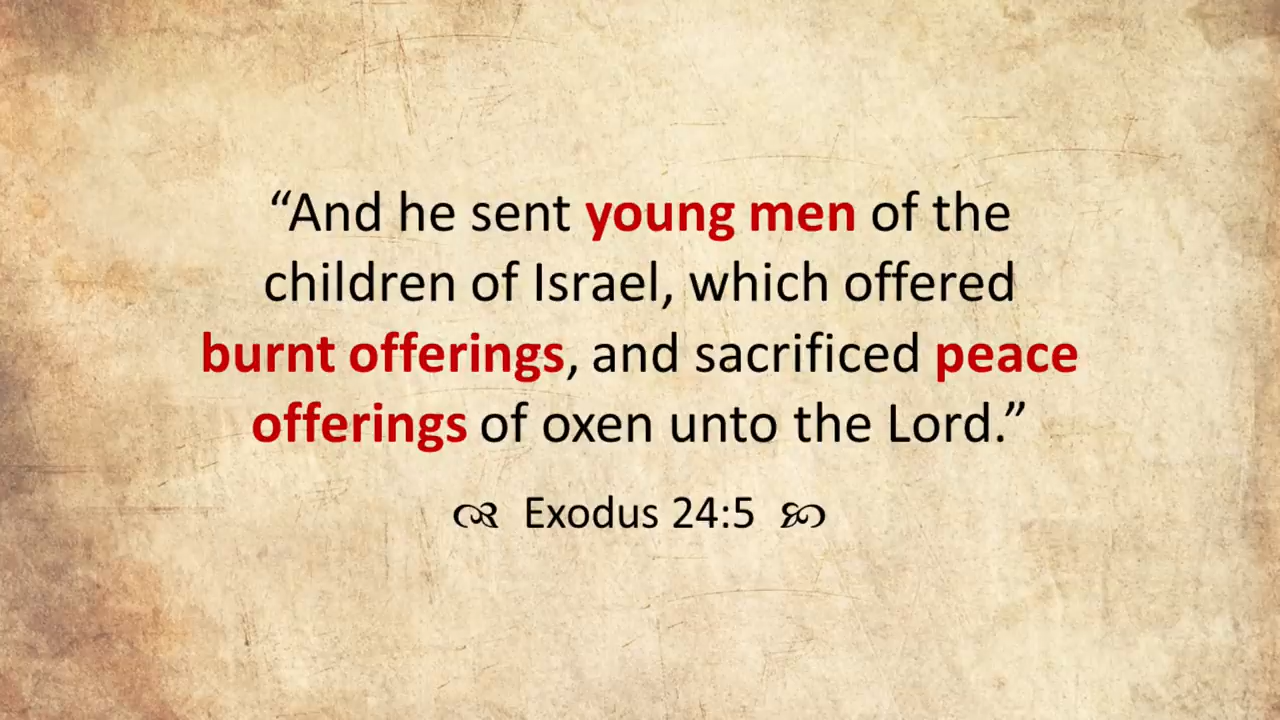 “And he sent young men of the
children of Israel, which offered
burnt offerings, and sacrificed peace
offerings of oxen unto the Lord.”
Exodus 24:5